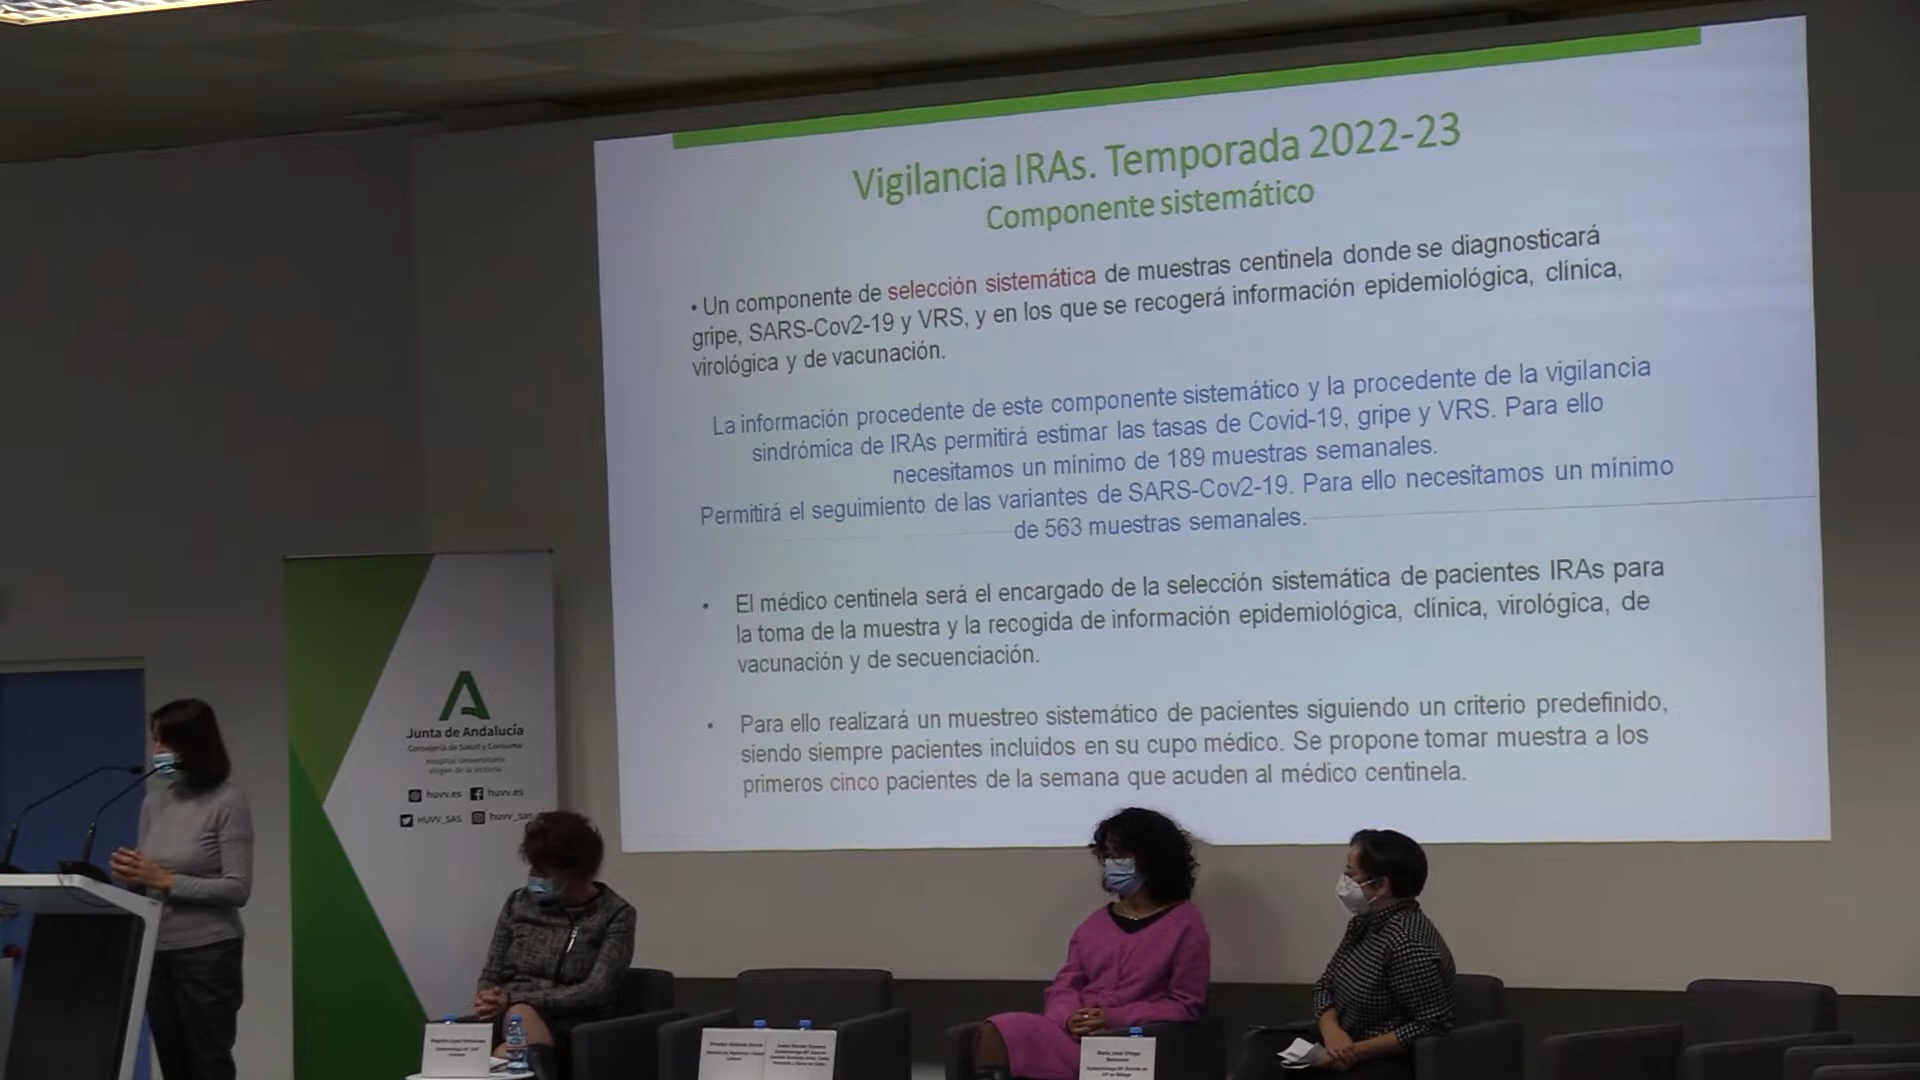 Vigilancia IRAs. Temporada 2022-23
Componente sistemático
• Un componente de selección sistemática de muestras centinela donde se diagnosticará
gripe, SARS-Cov2-19 y VRS, y en los que se recogerá información epidemiológica, clínica,
virológica y de vacunación.
La información procedente de este componente sistemático y la procedente de la vigilancia
sindrómica de IRAs permitirá estimar las tasas de Covid-19, gripe y VRS. Para ello
necesitamos un mínimo de 189 muestras semanales.
Permitirá el seguimiento de las variantes de SARS-Cov2-19. Para ello necesitamos un mínimo
de 563 muestras semanales.
• El médico centinela será el encargado de la selección sistemática de pacientes IRAs para
la toma de la muestra y la recogida de información epidemiológica, clínica, virológica, de
vacunación y de secuenciación.
• Para ello realizará un muestreo sistemático de pacientes siguiendo un criterio predefinido,
siendo siempre pacientes incluidos en su cupo médico. Se propone tomar muestra a los
primeros cinco pacientes de la semana que acuden al médico centinela.
Junta de Andalucía
Consejería de Salud y Consumo
Hospital Universitario
Virgen de la Victoria
huvv.es huvv.es
HUVV_SAS huvv_sas
María José Ortega